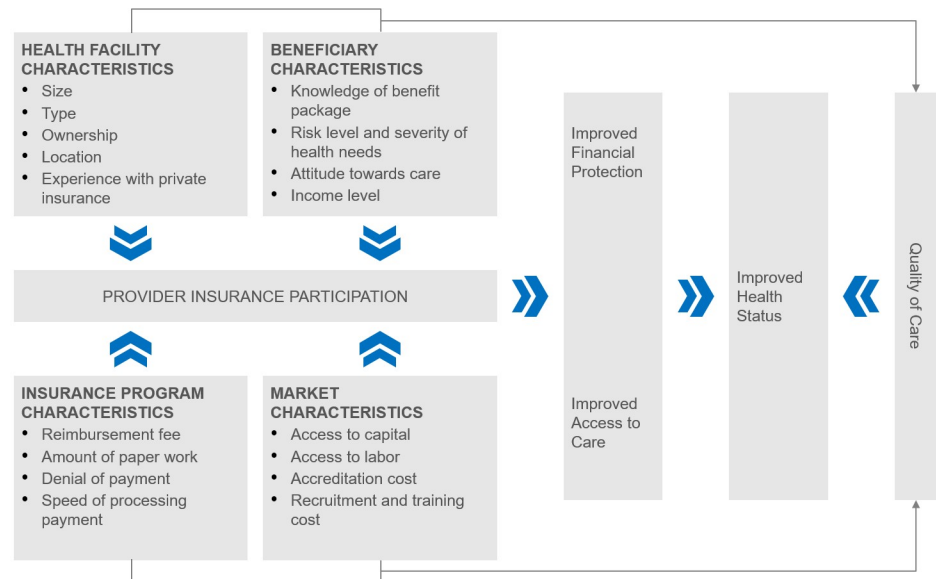 HEALTH FACILITY
CHARACTERISTICS
• Size
• Type
• Ownership
• Location
• Experience with private
insurance
BENEFICIARY
CHARACTERISTICS
• Knowledge of benefit
package
• Risk level and severity of
health needs
• Attitude towards care
• Income level
PROVIDER INSURANCE PARTICIPATION
INSURANCE PROGRAM
CHARACTERISTICS
• Reimbursement fee
• Amount of paper work
• Denial of payment
• Speed of processing
payment
MARKET
CHARACTERISTICS
• Access to capital
• Access to labor
• Accreditation cost
• Recruitment and training
cost
Improved
Financial
Protection
Improved
Access to
Care
Improved
Health
Status
Quality of Care